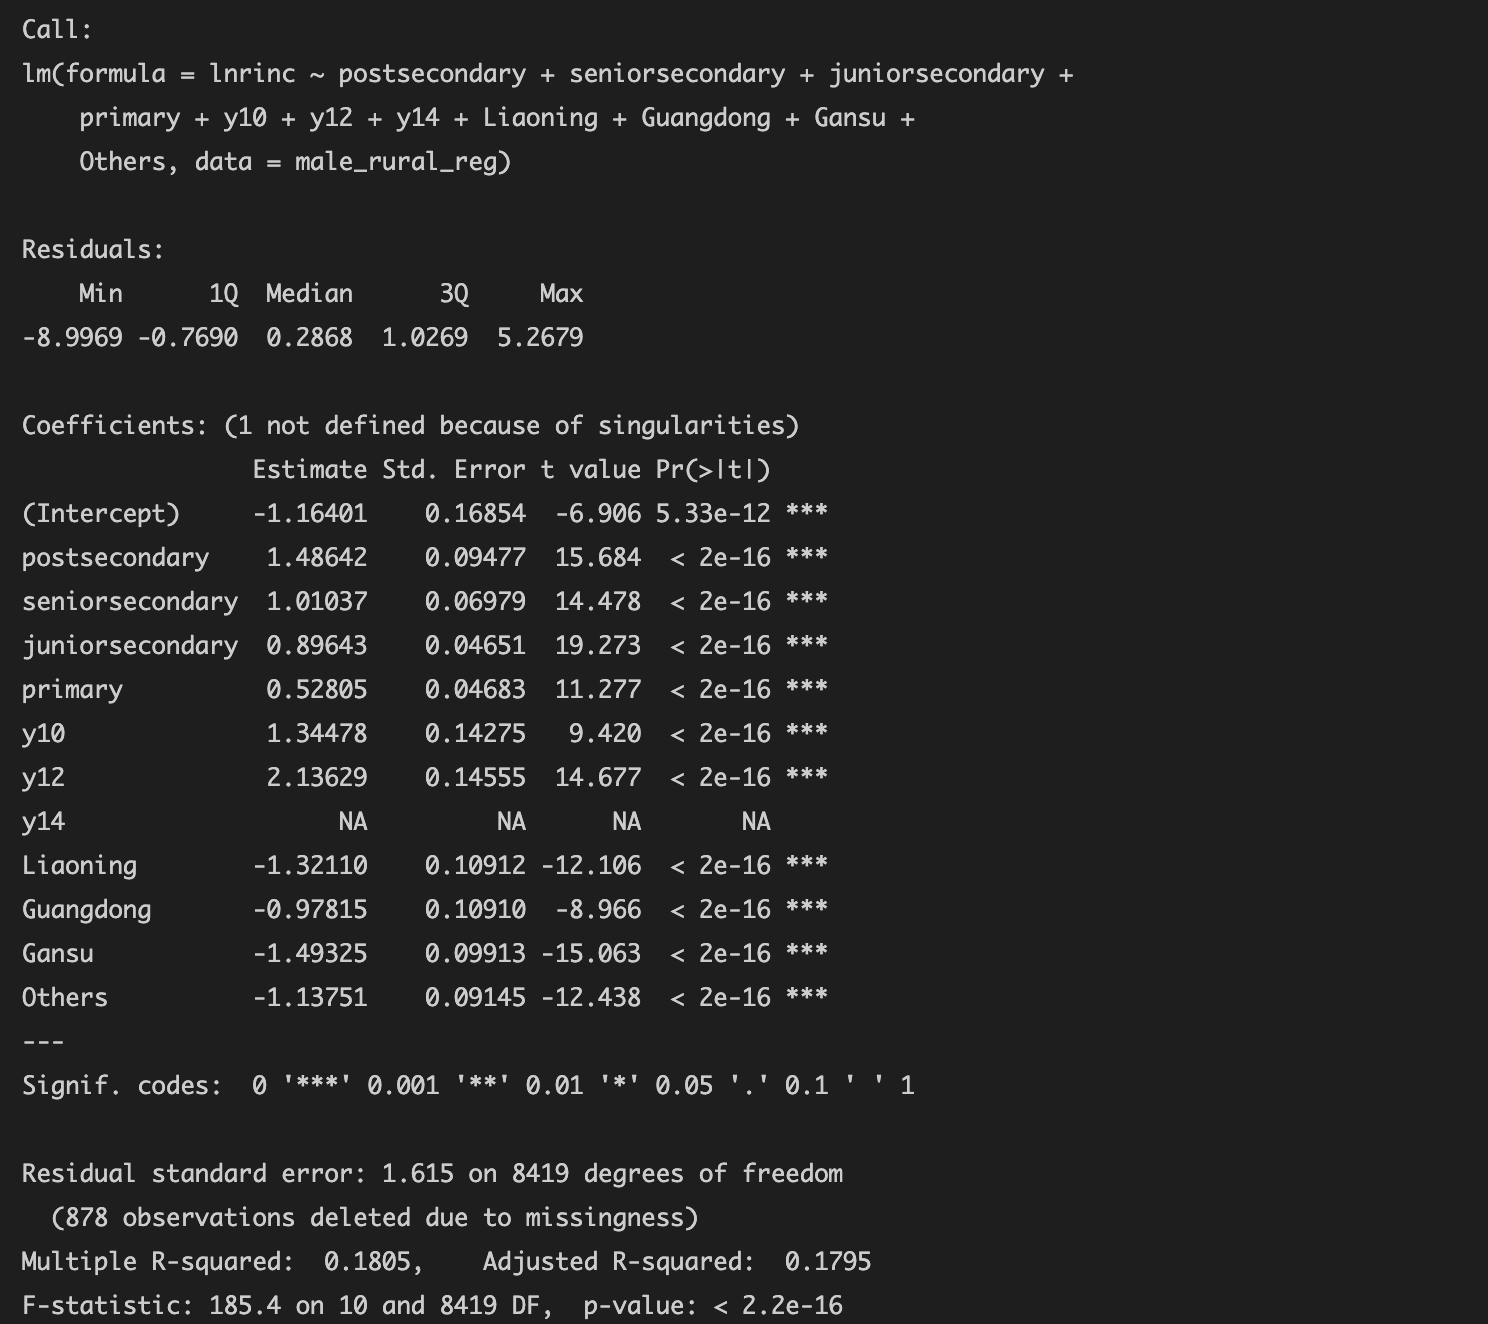 Call:
lm(formula = lnrinc ~ postsecondary + seniorsecondary + juniorsecondary +
    primary + y10 + y12 + y14 + Liaoning + Guangdong + Gansu +
    Others, data = male_rural_reg)

Residuals:
    Min      1Q  Median      3Q     Max
-8.9969 -0.7690  0.2868  1.0269  5.2679

Coefficients: (1 not defined because of singularities)
                Estimate Std. Error t value Pr(>|t|)
(Intercept)     -1.16401    0.16854  -6.906 5.33e-12 ***
postsecondary    1.48642    0.09477  15.684  < 2e-16 ***
seniorsecondary  1.01037    0.06979  14.478  < 2e-16 ***
juniorsecondary  0.89643    0.04651  19.273  < 2e-16 ***
primary          0.52805    0.04683  11.277  < 2e-16 ***
y10              1.34478    0.14275   9.420  < 2e-16 ***
y12              2.13629    0.14555  14.677  < 2e-16 ***
y14                   NA         NA      NA       NA
Liaoning        -1.32110    0.10912 -12.106  < 2e-16 ***
Guangdong       -0.97815    0.10910  -8.966  < 2e-16 ***
Gansu           -1.49325    0.09913 -15.063  < 2e-16 ***
Others          -1.13751    0.09145 -12.438  < 2e-16 ***
---
Signif. codes:  0 '***' 0.001 '**' 0.01 '*' 0.05 '.' 0.1 ' ' 1

Residual standard error: 1.615 on 8419 degrees of freedom
  (878 observations deleted due to missingness)
Multiple R-squared:  0.1805,    Adjusted R-squared:  0.1795
F-statistic: 185.4 on 10 and 8419 DF,  p-value: < 2.2e-16